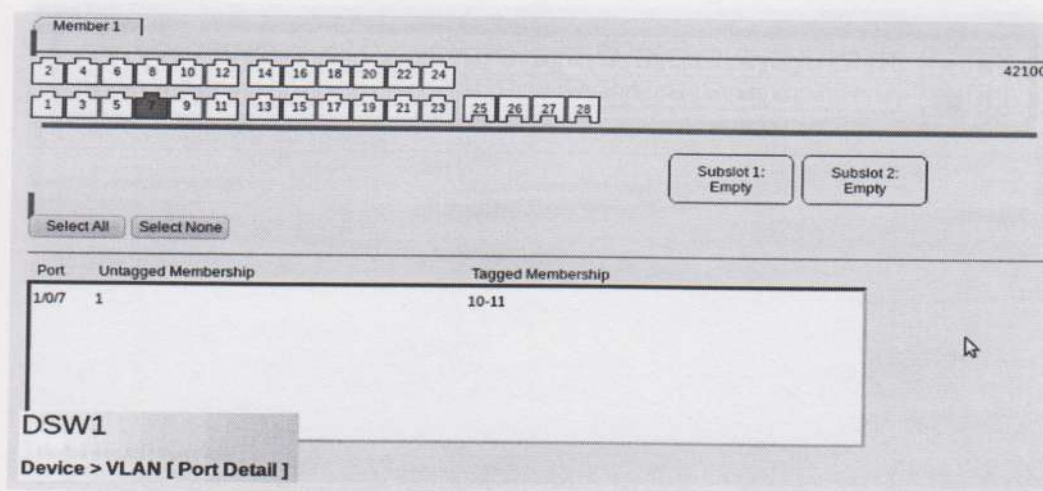 Member 1
2 4 6 8 10 12 14 16 18 20 22 24
42100
1 3 5 7 9 11 13 15 17 19 21 23 25 26 27 28
Subslot 1:
Empty
Subslot 2:
Empty
Select All Select None
Port Untagged Membership Tagged Membership
1/0/7 1 10-11
DSW1
Device > VLAN [ Port Detail ]